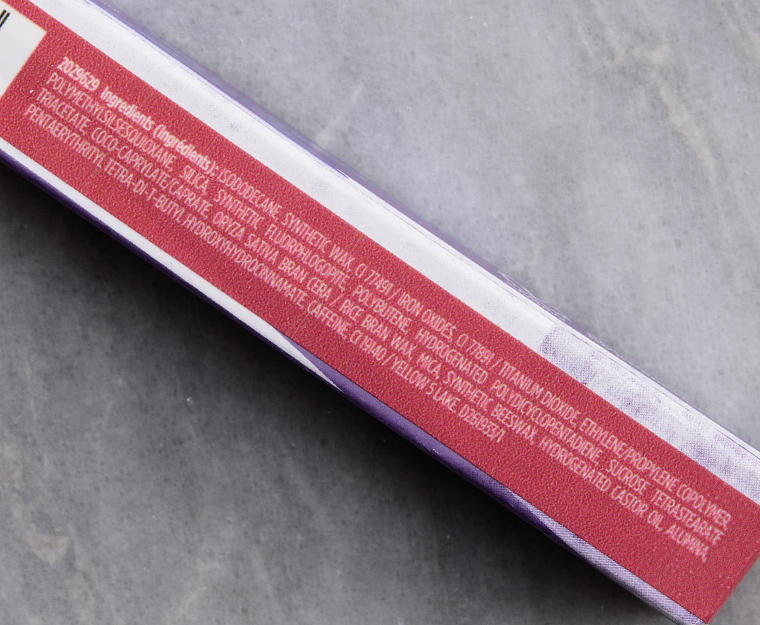 2029629 Ingredients (Ingrédients): ISODODECANE, SYNTHETIC WAX, CI 77491 / IRON OXIDES, CI 77891 / TITANIUM DIOXIDE, ETHYLENE/PROPYLENE COPOLYMER,
POLYMETHYLSILSESQUIOXANE, SILICA, SYNTHETIC FLUORPHLOGOPITE, POLYBUTENE, HYDROGENATED POLYDICYCLOPENTADIENE, SUCROSE TETRASTEARATE
TRIACETATE, COCO-CAPRYLATE/CAPRATE, ORYZA SATIVA BRAN CERA / RICE BRAN WAX, MICA, SYNTHETIC BEESWAX, HYDROGENATED CASTOR OIL, ALUMINA,
PENTAERYTHRITYL TETRA-DI-T-BUTYL HYDROXYHYDROCINNAMATE, CAFFEINE, CI 19140 / YELLOW 5 LAKE.